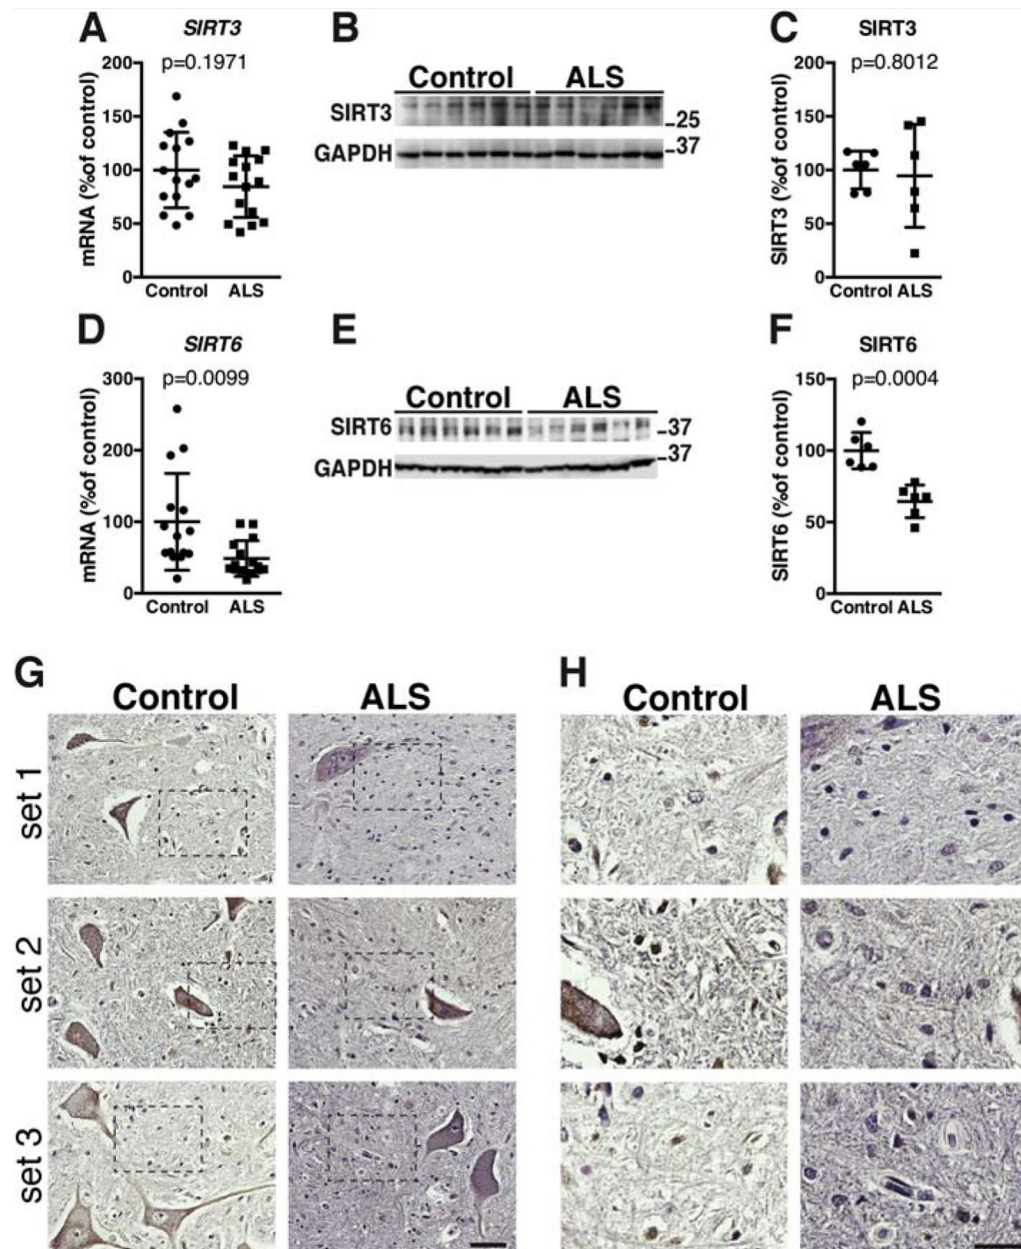 A
SIRT3
p=0.1971
mRNA (%of control)
200
150
100
50
0
Control ALS
B
Control ALS
SIRT3
-25
GAPDH
-37
C
SIRT3
p=0.8012
SIRT3 (%of control)
200
150
100
50
0
Control ALS
D
SIRT6
p=0.0099
mRNA (%of control)
300
200
100
0
Control ALS
E
Control ALS
SIRT6
-37
-37
GAPDH
F
SIRT6
p=0.0004
SIRT6 (%of control)
150
100
50
0
Control ALS
G
Control ALS
set 1
set 2
set 3
H
Control ALS